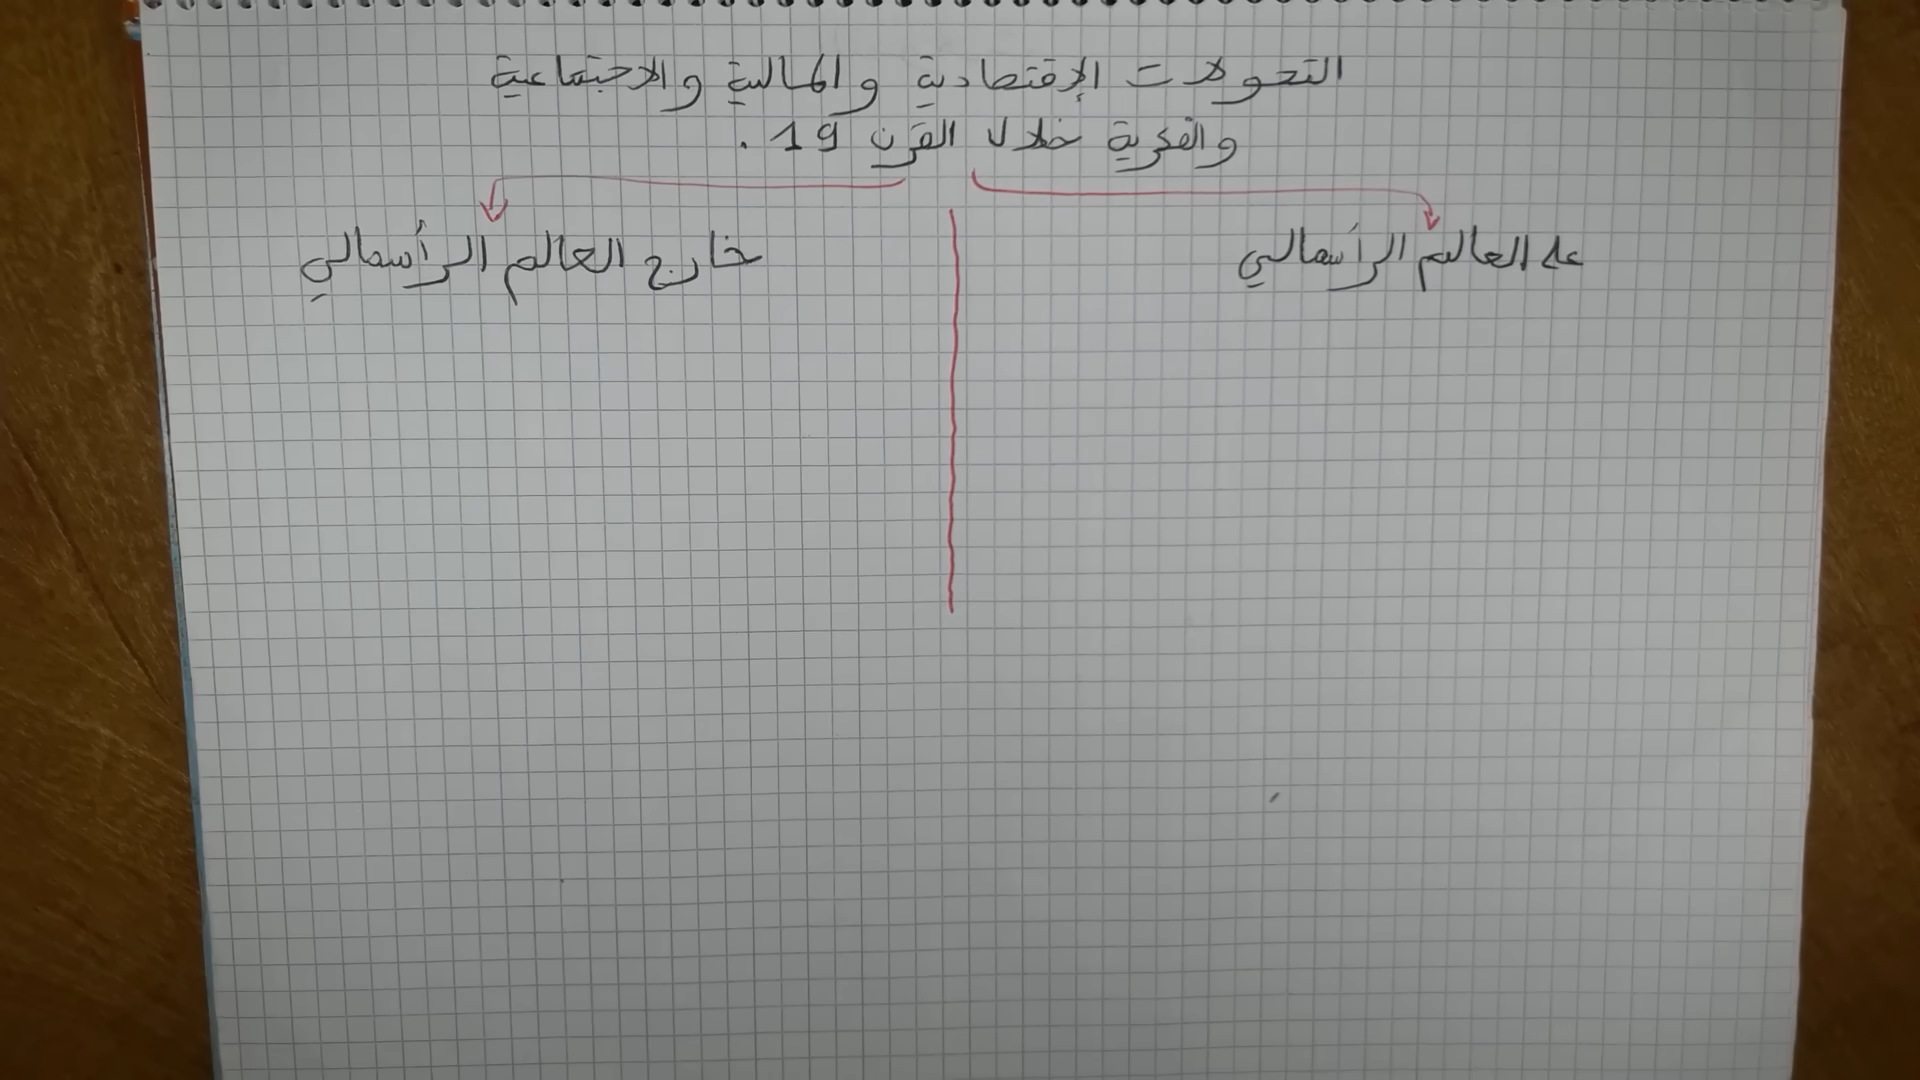 التحولات الإقتصادية والمالية والاجتماعية
والفكرية خلال القرن 19 .
على العالم الرأسمالي
خارج العالم الرأسمالي